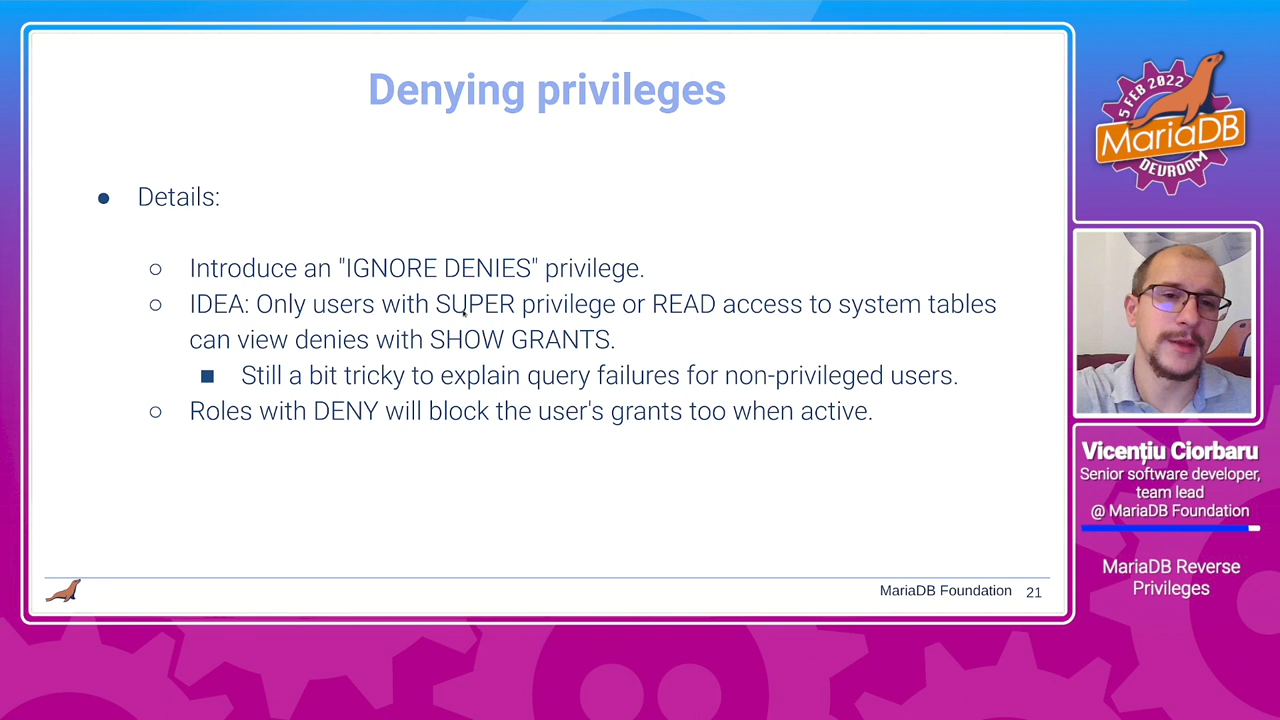 Denying privileges
● Details:
○ Introduce an "IGNORE DENIES" privilege.
○ IDEA: Only users with SUPER privilege or READ access to system tables
can view denies with SHOW GRANTS.
■ Still a bit tricky to explain query failures for non-privileged users.
○ Roles with DENY will block the user's grants too when active.
MariaDB Foundation 21
5 FEB 2022
MariaDB
DEVROOM
Vicențiu Ciorbaru
Senior software developer,
team lead
@ MariaDB Foundation
MariaDB Reverse
Privileges